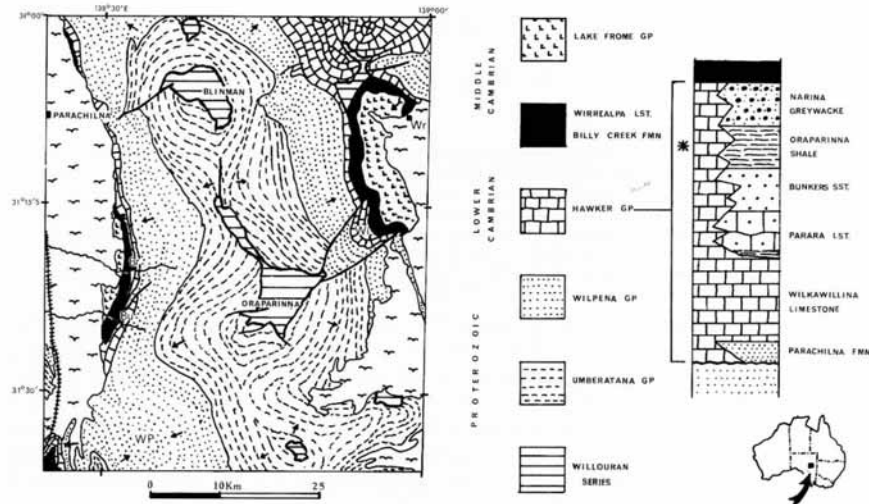 138°30'E
139°00'
31°00'
BLINMAN
PARACHILNA
Wr
31°15'S
ORAPARINNA
31°30'
WP
0 10Km 25
MIDDLE CAMBRIAN
LOWER CAMBRIAN
PROTEROZOIC
LAKE FROME GP
WIRREALPA LST.
BILLY CREEK FMN
HAWKER GP
WILPENA GP
UMBERATANA GP
WILLOURAN
SERIES
*
NARINA
GREYWACKE
ORAPARINNA
SHALE
BUNKERS SST.
PARARA LST.
WILKAWILLINA
LIMESTONE
PARACHILNA FMN